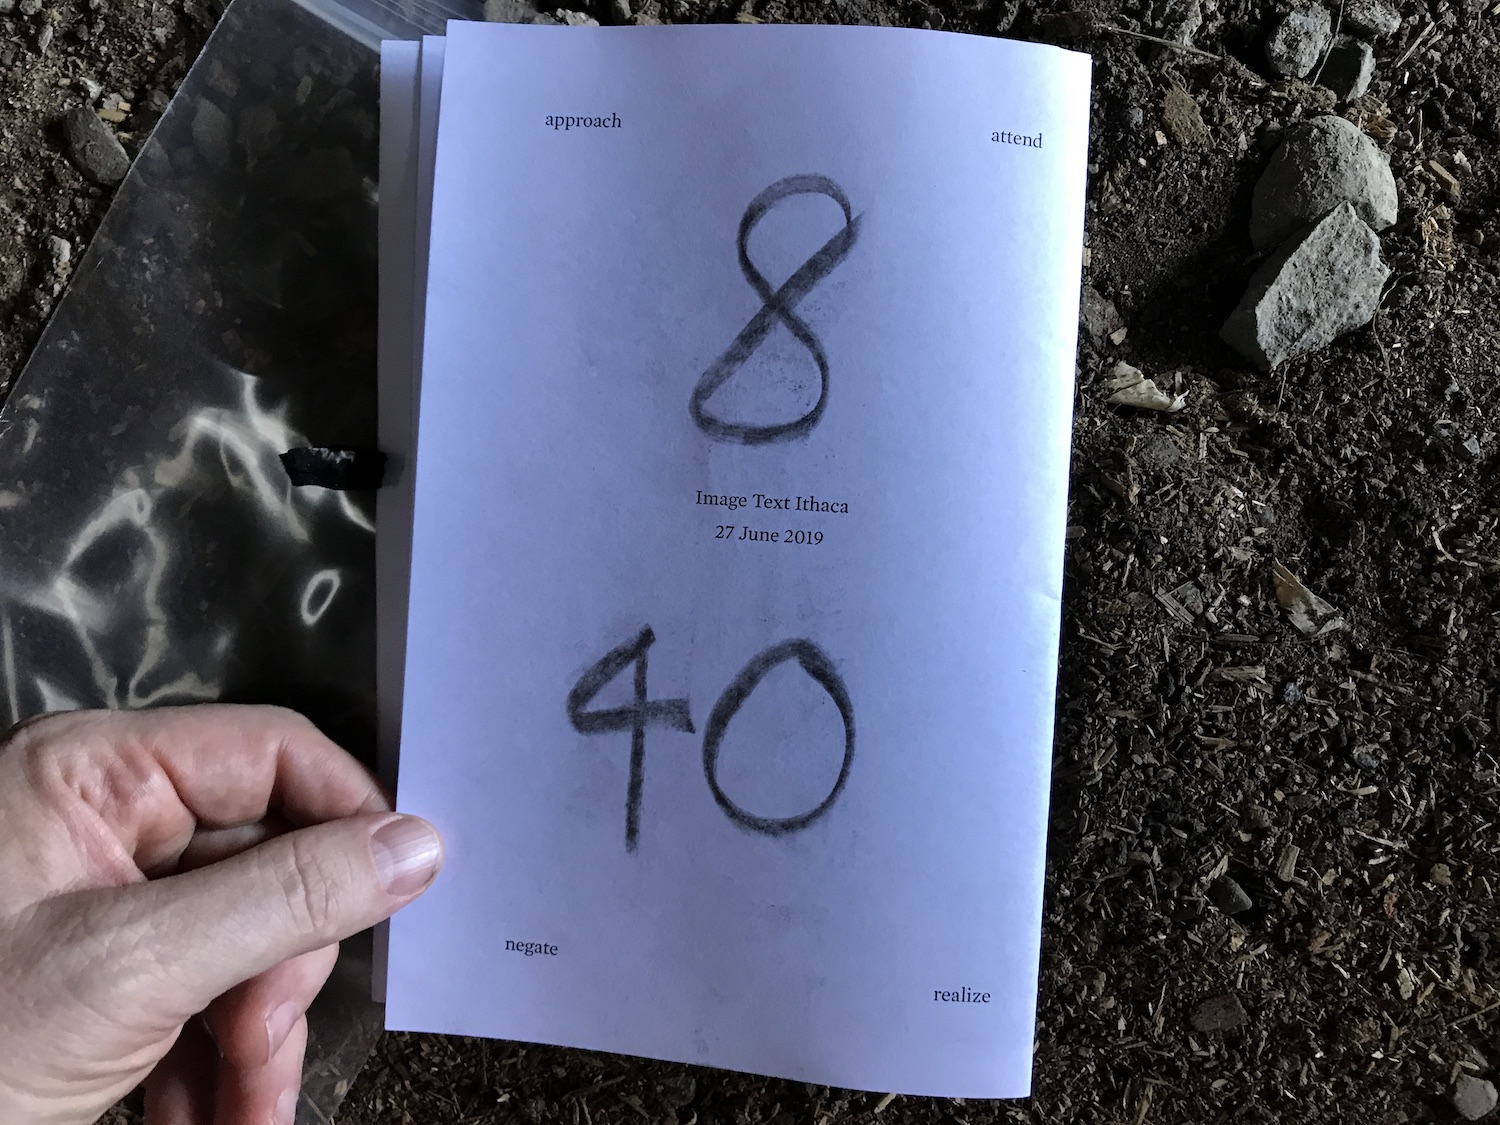 approach
attend
8
Image Text Ithaca
27 June 2019
40
negate
realize